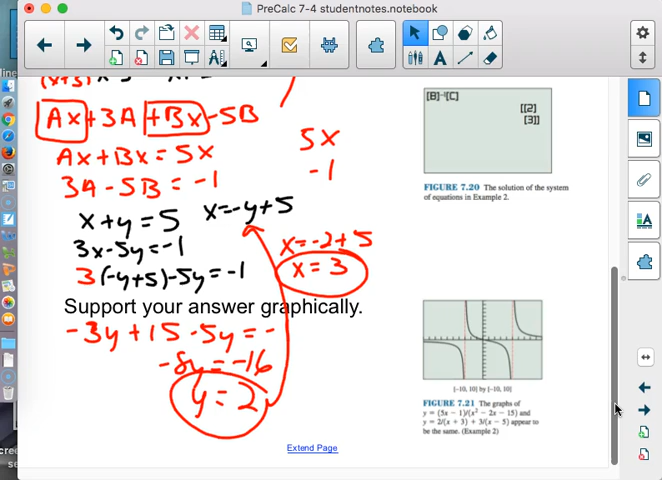 PreCalc 7-4 studentnotes.notebook
Ax+3A+Bx-5B
Ax+Bx=5X
3A-5B=-1
5X
-1
x+y=5 x=-y+5
3x-5y=-1
3(-y+5)-5y=-1
x=-2+5
x=3
Support your answer graphically.
-3y+15-5y=-
-8y=-16
y=2
Extend Page
[B]⁻¹[C]
[[2]
[3]]
FIGURE 7.20 The solution of the system
of equations in Example 2.
[-10, 10] by [-10, 10]
FIGURE 7.21 The graphs of
y = (5x − 1)/(x² − 2x − 15) and
y = 2/(x + 3) + 3/(x − 5) appear to
be the same. (Example 2)